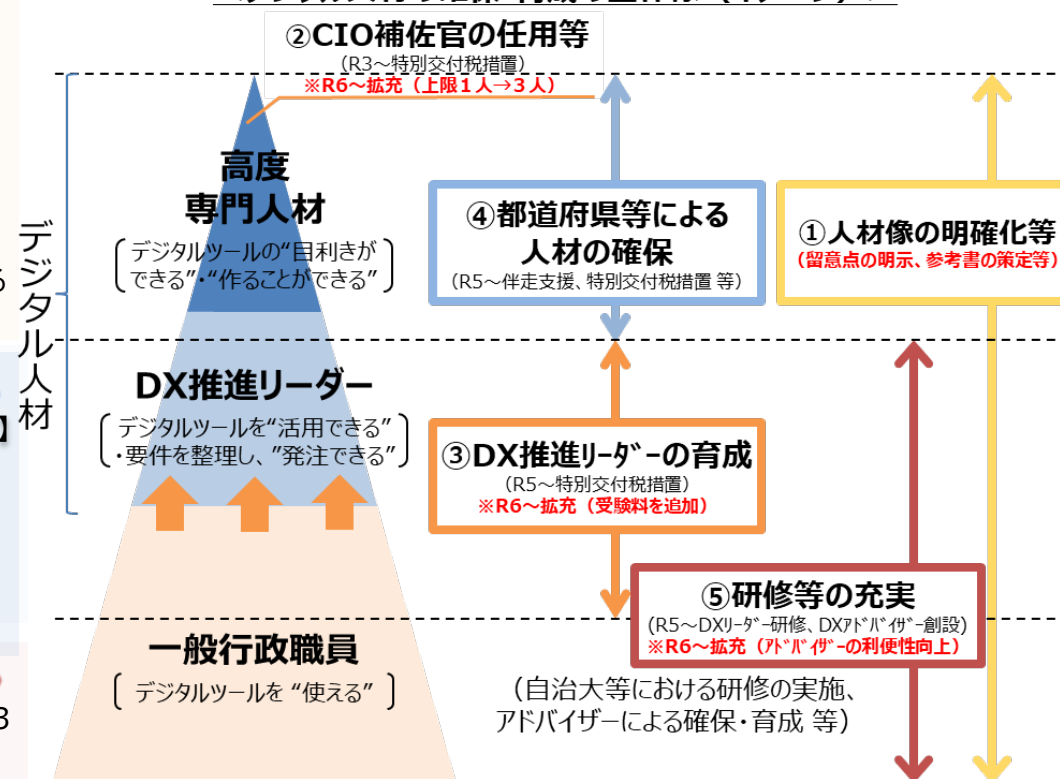 ②CIO補佐官の任用等
(R3～特別交付税措置)
※R6～拡充（上限１人→３人）
高度
専門人材
デジタルツールの“目利きが
できる”・“作ることができる”
デジタル人材
④都道府県等による
人材の確保
(R5～伴走支援、特別交付税措置 等)
①人材像の明確化等
(留意点の明示、参考書の策定等)
DX推進リーダー
デジタルツールを“活用できる”
・要件を整理し、”発注できる”
③DX推進ﾘｰﾀﾞｰの育成
(R5～特別交付税措置)
※R6～拡充（受験料を追加）
⑤研修等の充実
(R5～DXﾘｰﾀﾞｰ研修、DXｱﾄﾞﾊﾞｲｻﾞｰ創設)
※R6～拡充（ｱﾄﾞﾊﾞｲｻﾞｰの利便性向上）
一般行政職員
デジタルツールを “使える”
（自治大等における研修の実施、
アドバイザーによる確保・育成 等）